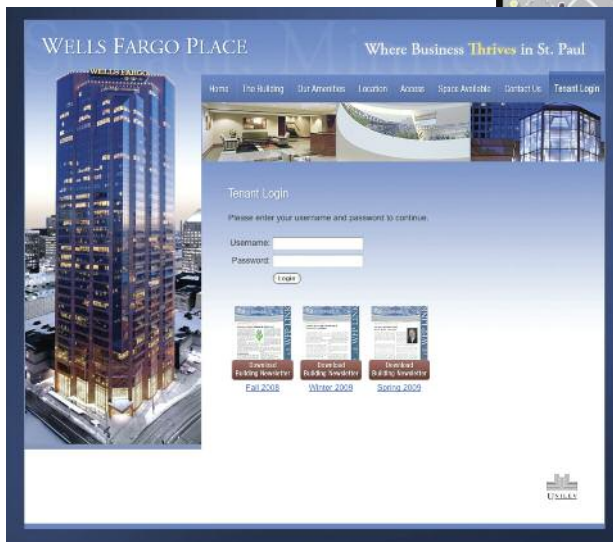 WELLS FARGO PLACE
Where Business Thrives in St. Paul
WELLS FARGO
Home The Building Our Amenities Location Access Space Available Contact Us Tenant Login
Tenant Login
Please enter your username and password to continue.
Username:
Password:
Login
Download Download Download
Building Newsletter Building Newsletter Building Newsletter
Fall 2008 Winter 2009 Spring 2009
UNILEV